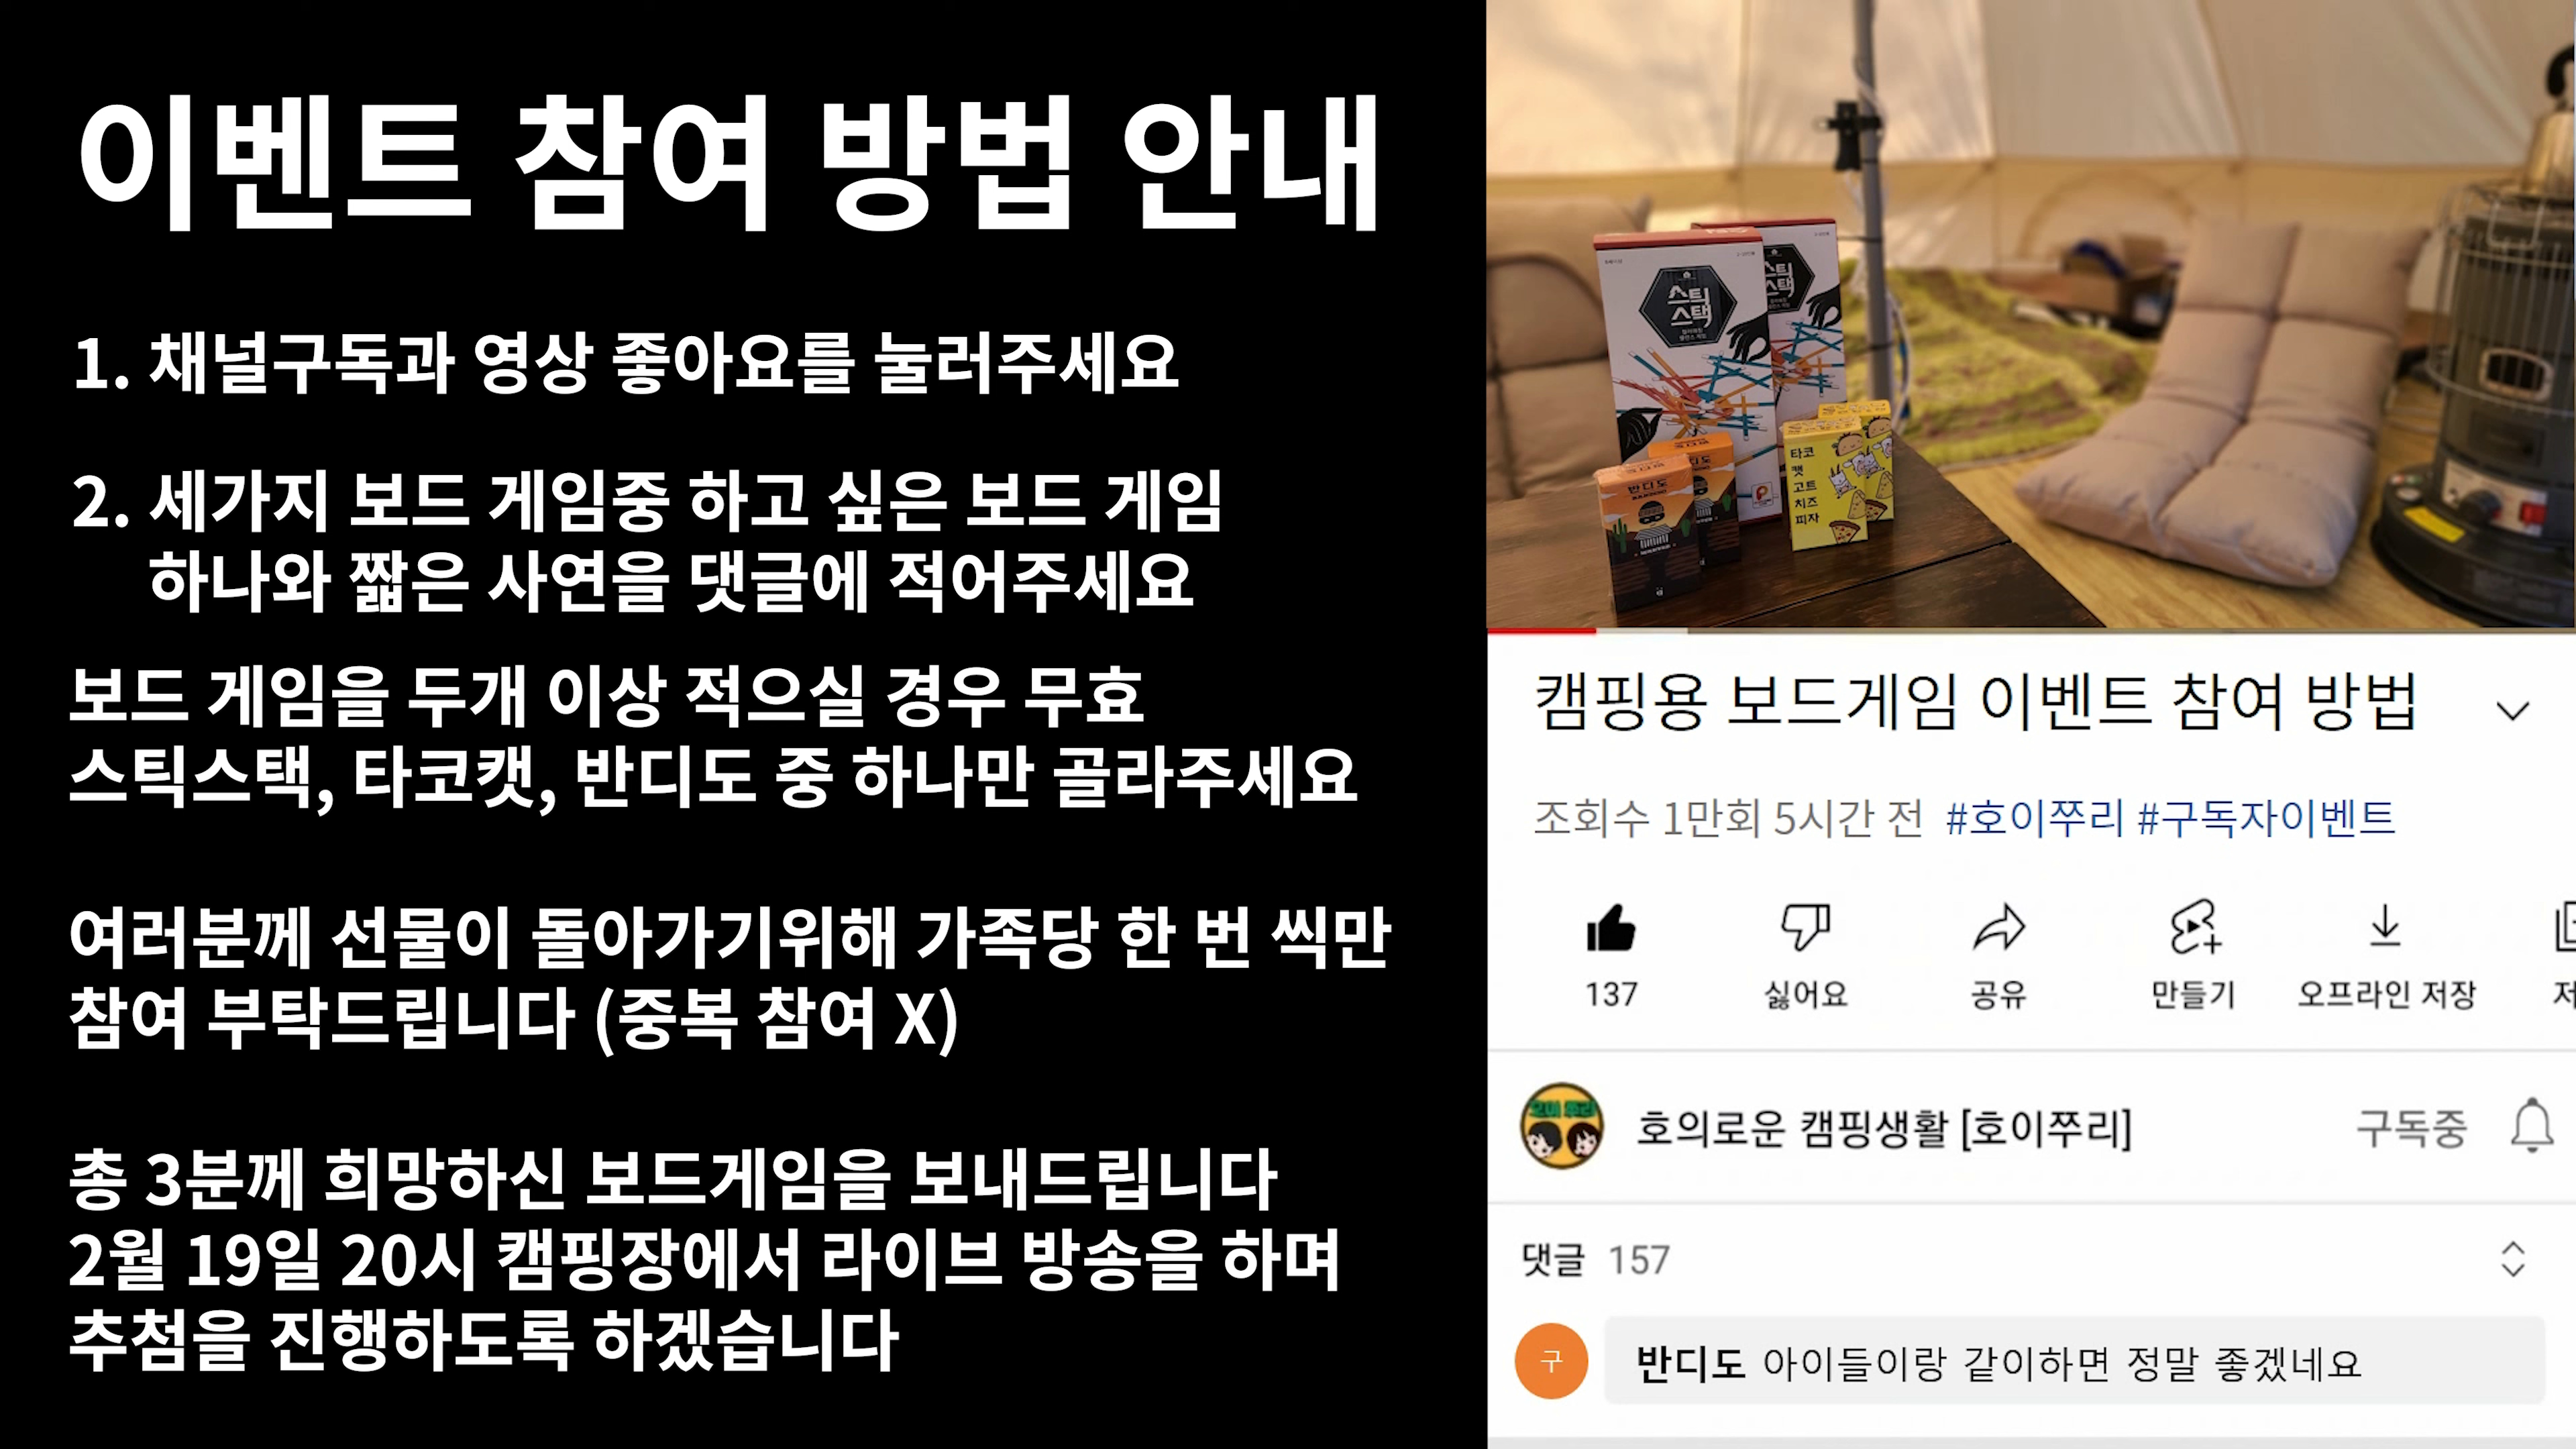 이벤트 참여 방법 안내
1. 채널구독과 영상 좋아요를 눌러주세요
2. 세가지 보드 게임중 하고 싶은 보드 게임
하나와 짧은 사연을 댓글에 적어주세요
보드 게임을 두개 이상 적으실 경우 무효
스틱스택, 타코캣, 반디도 중 하나만 골라주세요
여러분께 선물이 돌아가기위해 가족당 한 번 씩만
참여 부탁드립니다 (중복 참여 X)
총 3분께 희망하신 보드게임을 보내드립니다
2월 19일 20시 캠핑장에서 라이브 방송을 하며
추첨을 진행하도록 하겠습니다
스틱
스택
스틱
스택
반디도
반디도
타코
캣
고트
치즈
피자
캠핑용 보드게임 이벤트 참여 방법
조회수 1만회 5시간 전 #호이쭈리 #구독자이벤트
137 싫어요 공유 만들기 오프라인 저장
호이 쭈리
호의로운 캠핑생활 [호이쭈리] 구독중
댓글 157
구 반디도 아이들이랑 같이하면 정말 좋겠네요